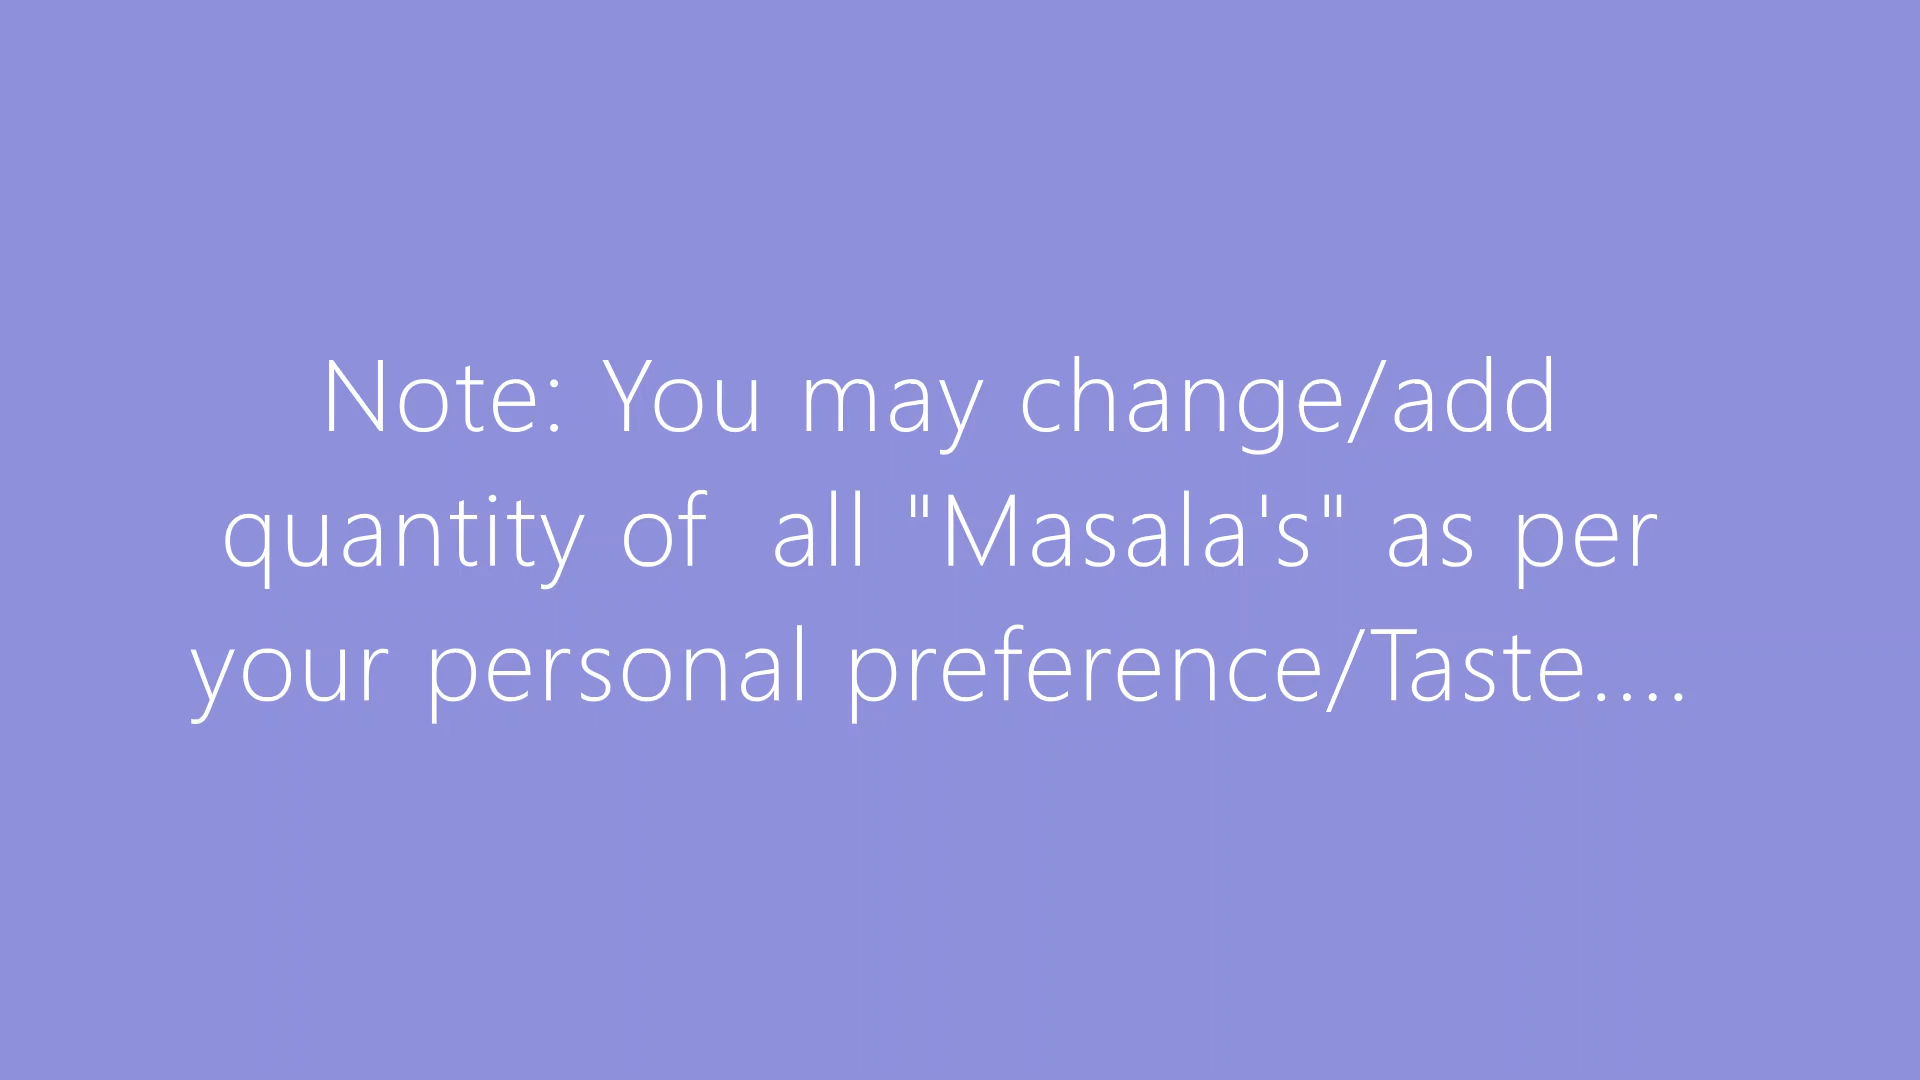 Note: You may change/add
quantity of  all "Masala's" as per
your personal preference/Taste....